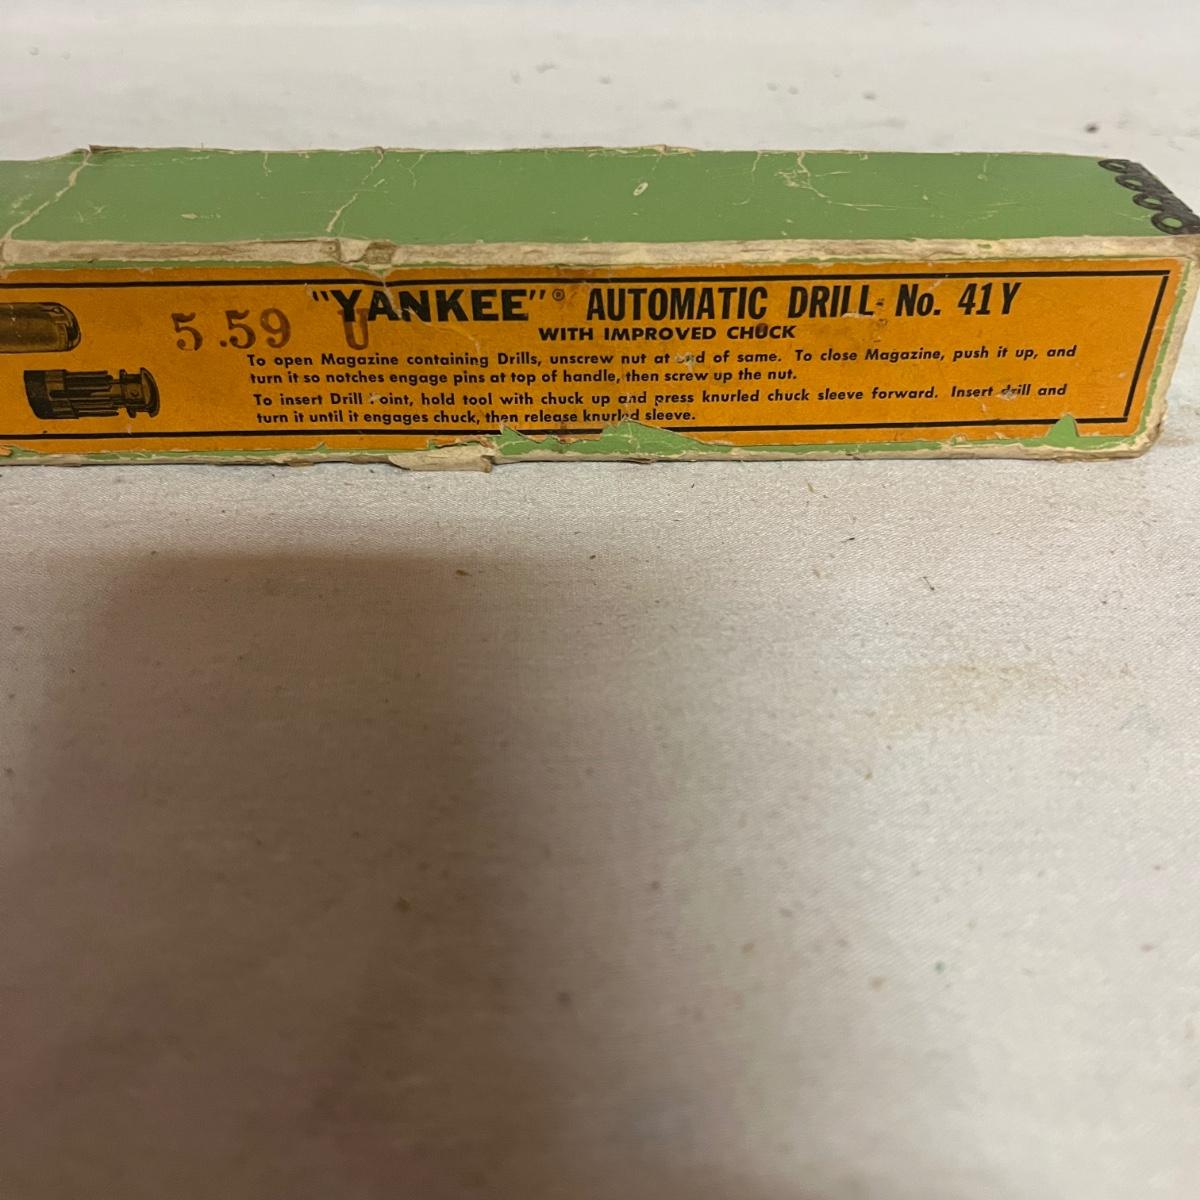 "YANKEE"® AUTOMATIC DRILL No. 41Y
5.59 U
WITH IMPROVED CHUCK
To open Magazine containing Drills, unscrew nut at end of same. To close Magazine, push it up, and
turn it so notches engage pins at top of handle, then screw up the nut.
To insert Drill Point, hold tool with chuck up and press knurled chuck sleeve forward. Insert drill and
turn it until it engages chuck, then release knurled sleeve.